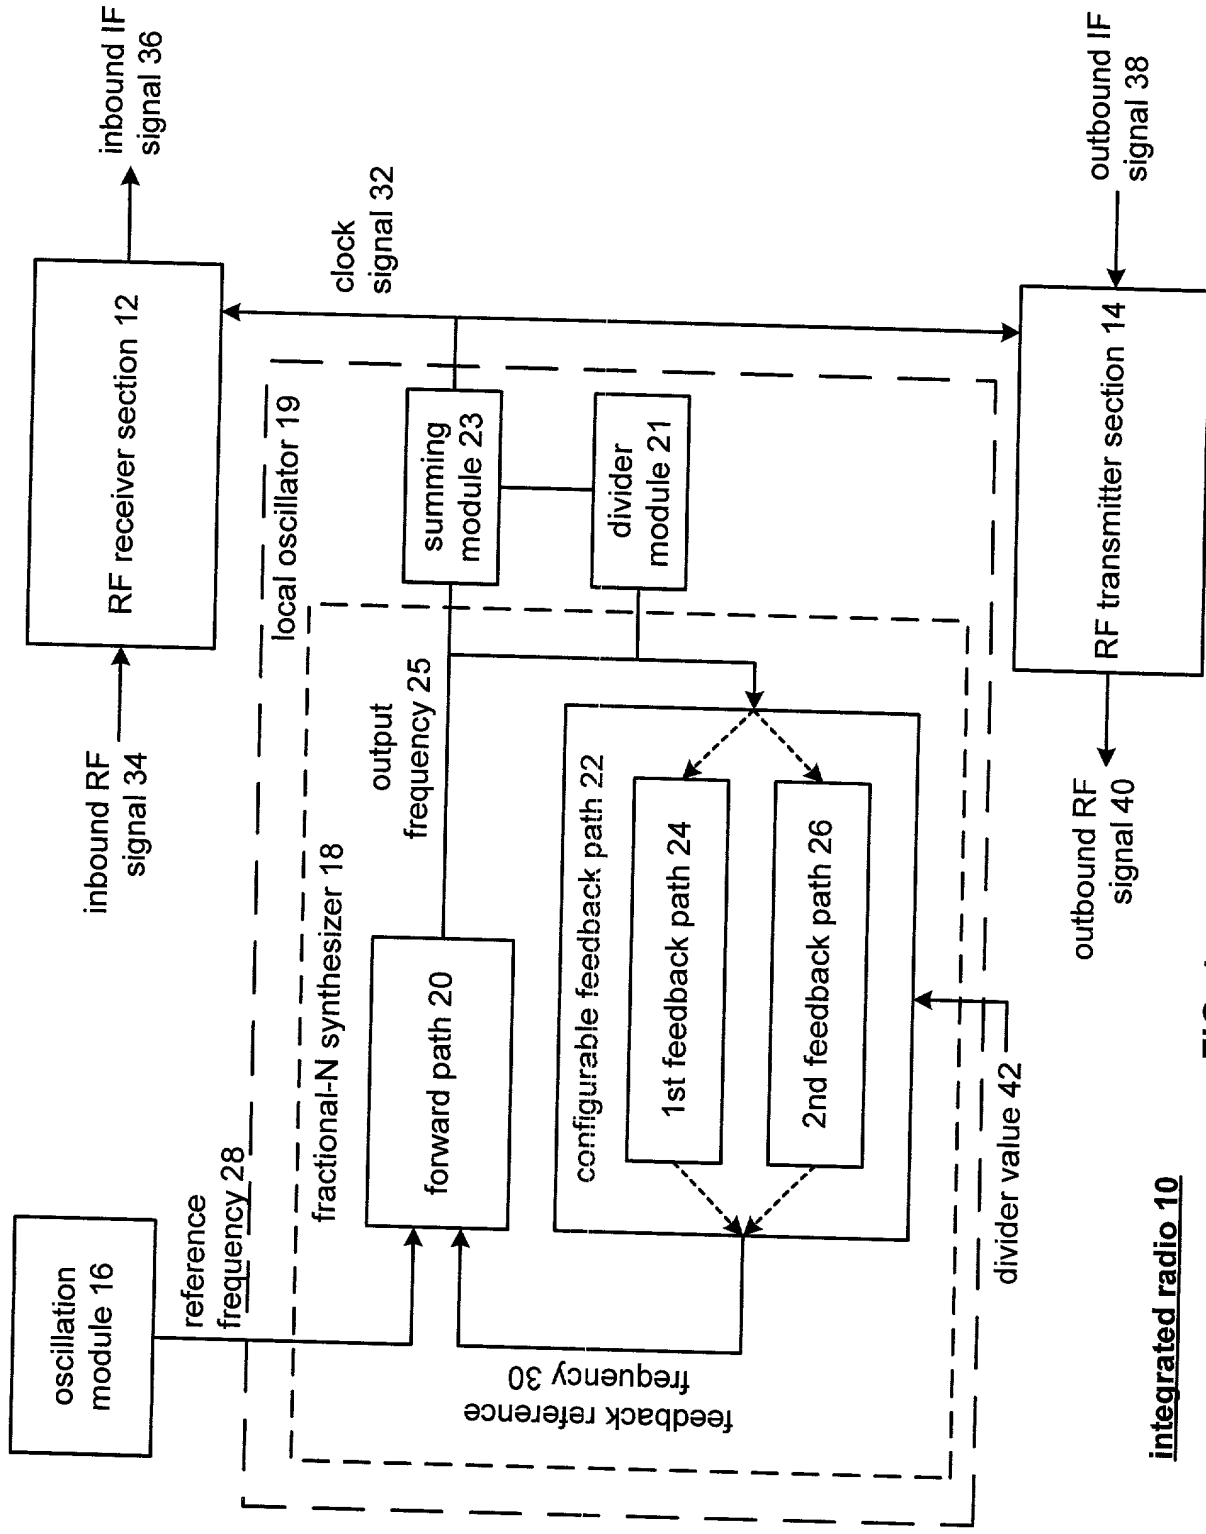 oscillation
module 16
reference
frequency 28
inbound RF
signal 34
RF receiver section 12
inbound IF
signal 36
local oscillator 19
fractional-N synthesizer 18
forward path 20
output
frequency 25
summing
module 23
divider
module 21
clock
signal 32
configurable feedback path 22
1st feedback path 24
2nd feedback path 26
feedback reference
frequency 30
divider value 42
outbound RF
signal 40
RF transmitter section 14
outbound IF
signal 38
integrated radio 10